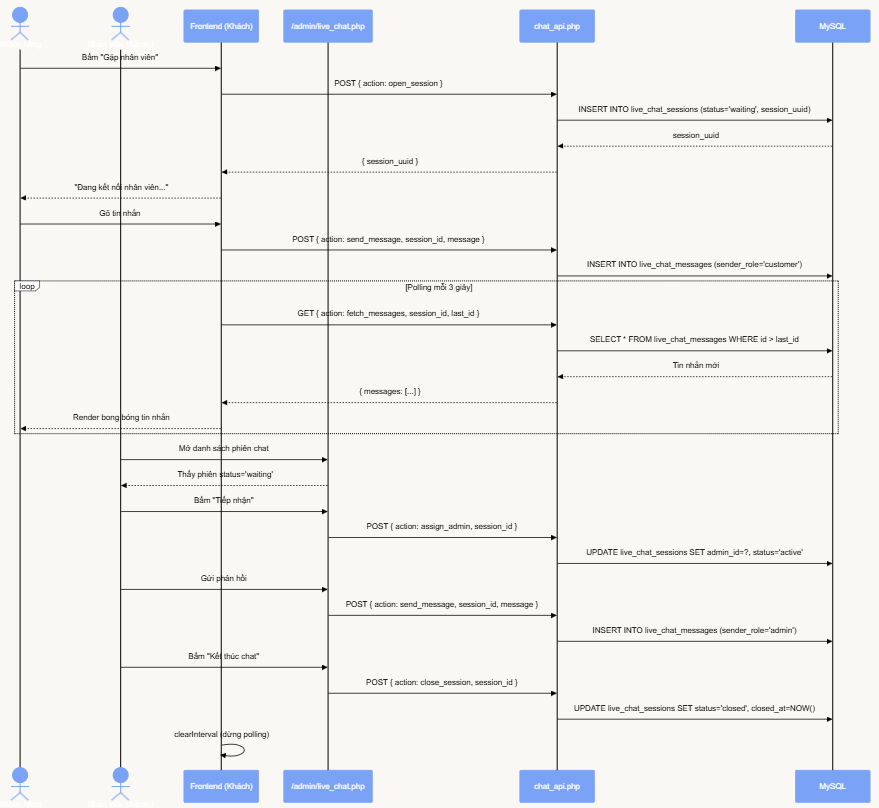 Frontend (Khách)
/admin/live_chat.php
chat_api.php
MySQL
Bấm "Gặp nhân viên"
POST { action: open_session }
INSERT INTO live_chat_sessions (status='waiting', session_uuid)
session_uuid
{ session_uuid }
"Đang kết nối nhân viên..."
Gõ tin nhắn
POST { action: send_message, session_id, message }
INSERT INTO live_chat_messages (sender_role='customer')
loop
[Polling mỗi 3 giây]
GET { action: fetch_messages, session_id, last_id }
SELECT * FROM live_chat_messages WHERE id > last_id
Tin nhắn mới
{ messages: [...] }
Render bong bóng tin nhắn
Mở danh sách phiên chat
Thấy phiên status='waiting'
Bấm "Tiếp nhận"
POST { action: assign_admin, session_id }
UPDATE live_chat_sessions SET admin_id=?, status='active'
Gửi phản hồi
POST { action: send_message, session_id, message }
INSERT INTO live_chat_messages (sender_role='admin')
Bấm "Kết thúc chat"
POST { action: close_session, session_id }
UPDATE live_chat_sessions SET status='closed', closed_at=NOW()
clearInterval (dừng polling)
Frontend (Khách)
/admin/live_chat.php
chat_api.php
MySQL